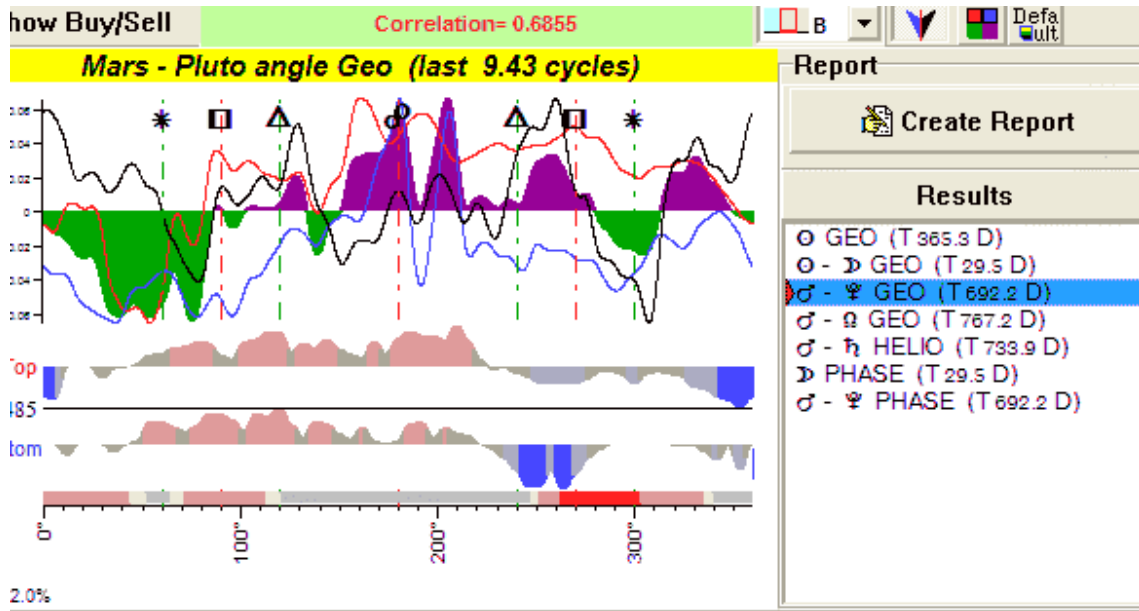 how Buy/Sell
Correlation= 0.6855
B
Defa
ult
Mars - Pluto angle Geo (last 9.43 cycles)
Report
Create Report
Results
☉ GEO (T 365.3 D)
☉ - ☽ GEO (T 29.5 D)
♂ - ♆ GEO (T 692.2 D)
♂ - ☊ GEO (T 767.2 D)
♂ - ♄ HELIO (T 733.9 D)
☽ PHASE (T 29.5 D)
♂ - ♆ PHASE (T 692.2 D)
0.06
0.04
0.02
0
0.02
0.04
0.06
Top
485
tom
0°
100°
200°
300°
2.0%